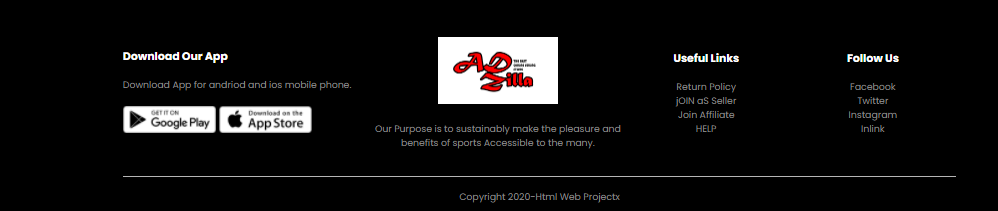 Download Our App
Download App for andriod and ios mobile phone.
GET IT ON
Google Play
Download on the
App Store
AD
Zilla
Our Purpose is to sustainably make the pleasure and
benefits of sports Accessible to the many.
Useful Links
Return Policy
jOIN aS Seller
Join Affiliate
HELP
Follow Us
Facebook
Twitter
Instagram
Inlink
Copyright 2020-Html Web Projectx